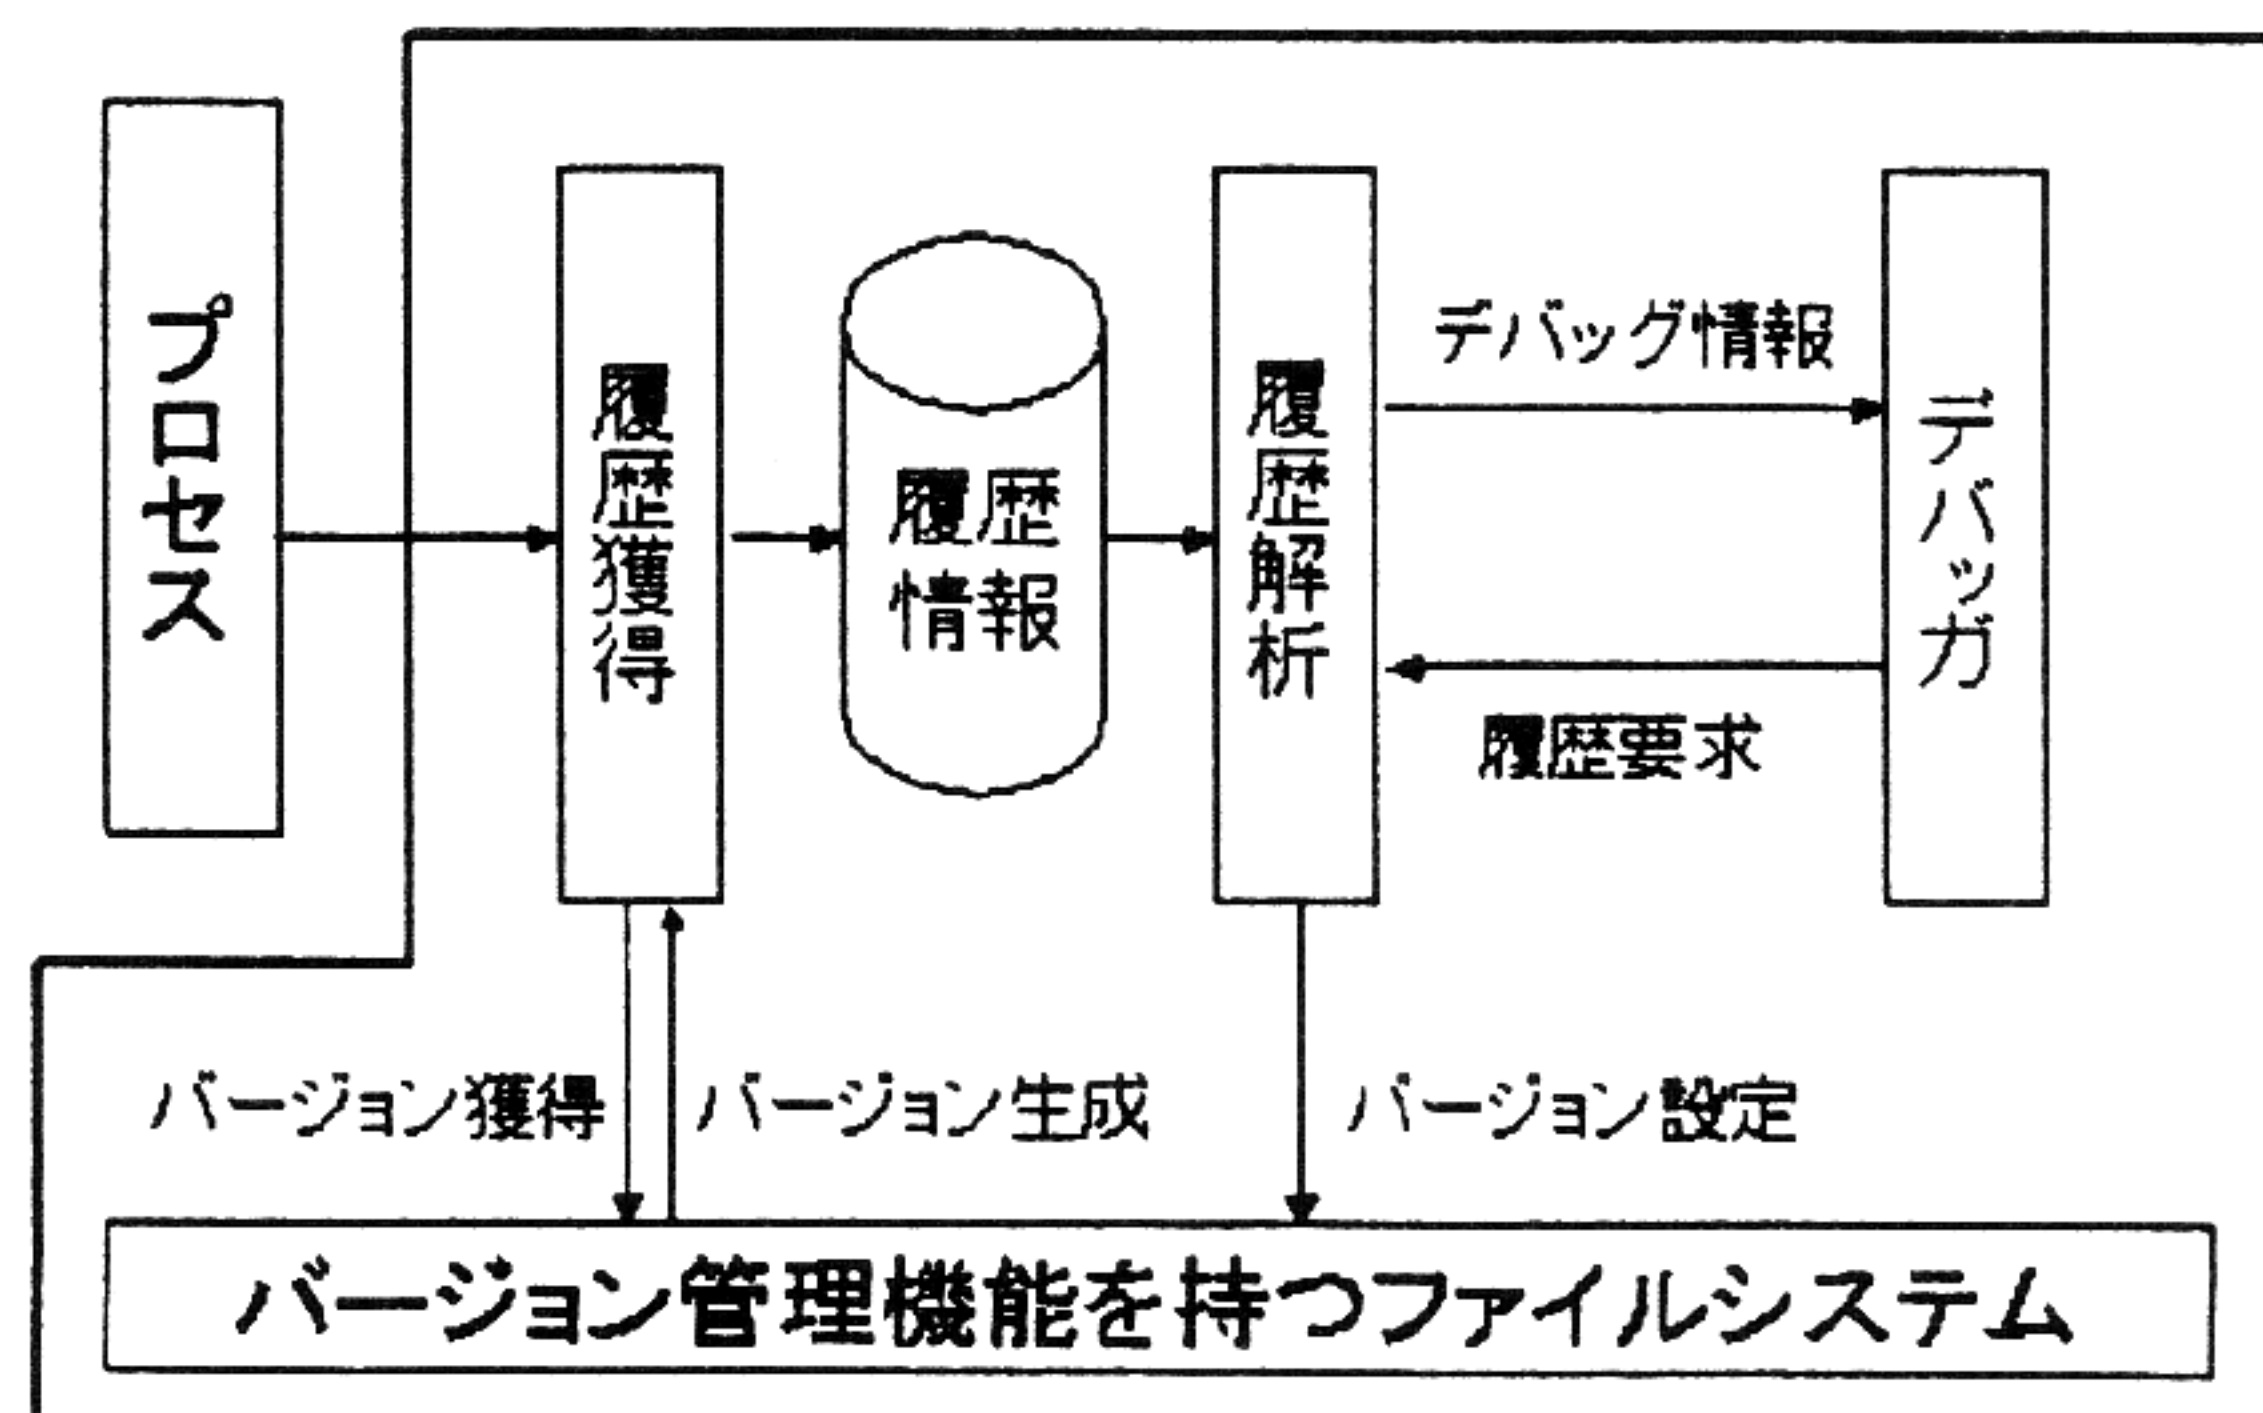 プロセス
履歴獲得
履歴
情報
履歴解析
デバッグ情報
履歴要求
デバッガ
バージョン獲得
バージョン生成
バージョン設定
バージョン管理機能を持つファイルシステム